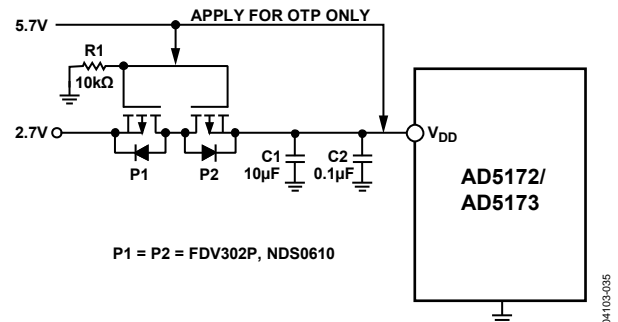 APPLY FOR OTP ONLY
5.7V
R1
10kΩ
2.7V
P1
P2
C1
10µF
C2
0.1µF
VDD
AD5172/
AD5173
P1 = P2 = FDV302P, NDS0610
04103-035